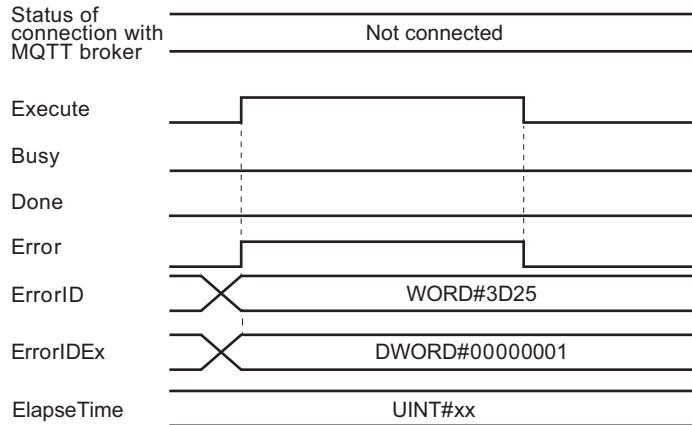 Status of
connection with
MQTT broker
Not connected
Execute
Busy
Done
Error
ErrorID
WORD#3D25
ErrorIDEx
DWORD#00000001
ElapseTime
UINT#xx